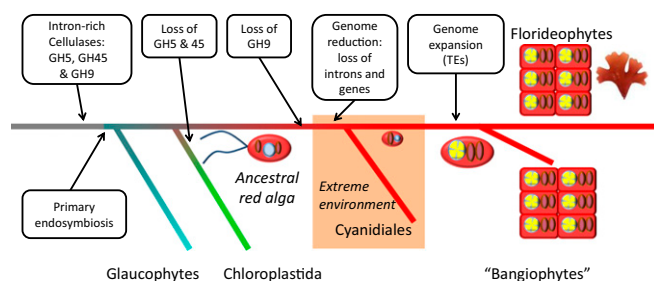 Intron-rich
Cellulases:
GH5, GH45
& GH9
Loss of
GH5 & 45
Loss of
GH9
Genome
reduction:
loss of
introns and
genes
Genome
expansion
(TEs)
Florideophytes
Primary
endosymbiosis
Ancestral
red alga
Extreme
environment
Cyanidiales
Glaucophytes
Chloroplastida
“Bangiophytes”